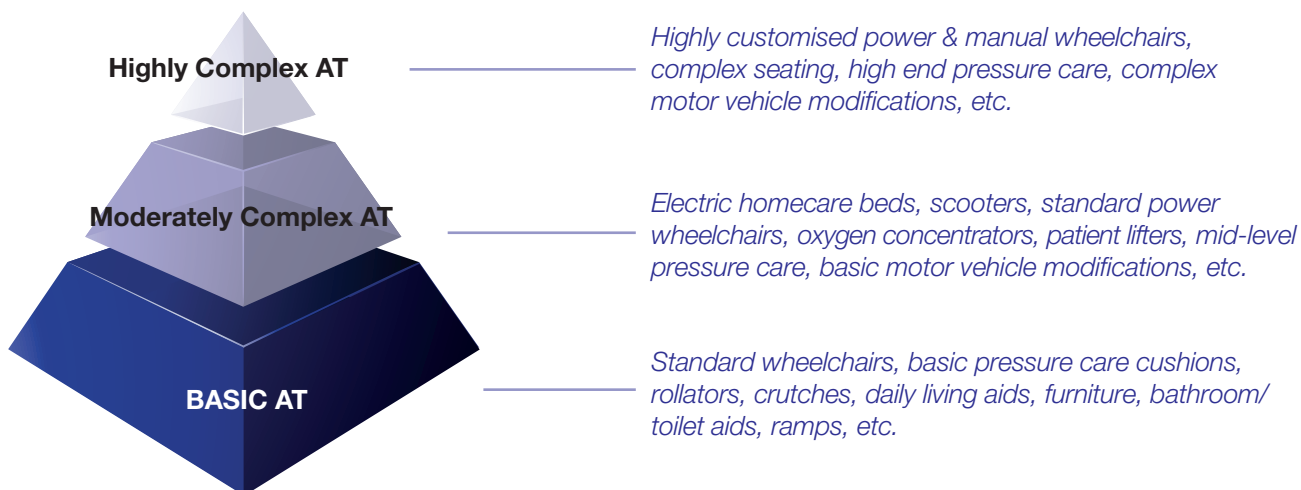 Highly Complex AT
Highly customised power & manual wheelchairs,
complex seating, high end pressure care, complex
motor vehicle modifications, etc.
Moderately Complex AT
Electric homecare beds, scooters, standard power
wheelchairs, oxygen concentrators, patient lifters, mid-level
pressure care, basic motor vehicle modifications, etc.
BASIC AT
Standard wheelchairs, basic pressure care cushions,
rollators, crutches, daily living aids, furniture, bathroom/
toilet aids, ramps, etc.